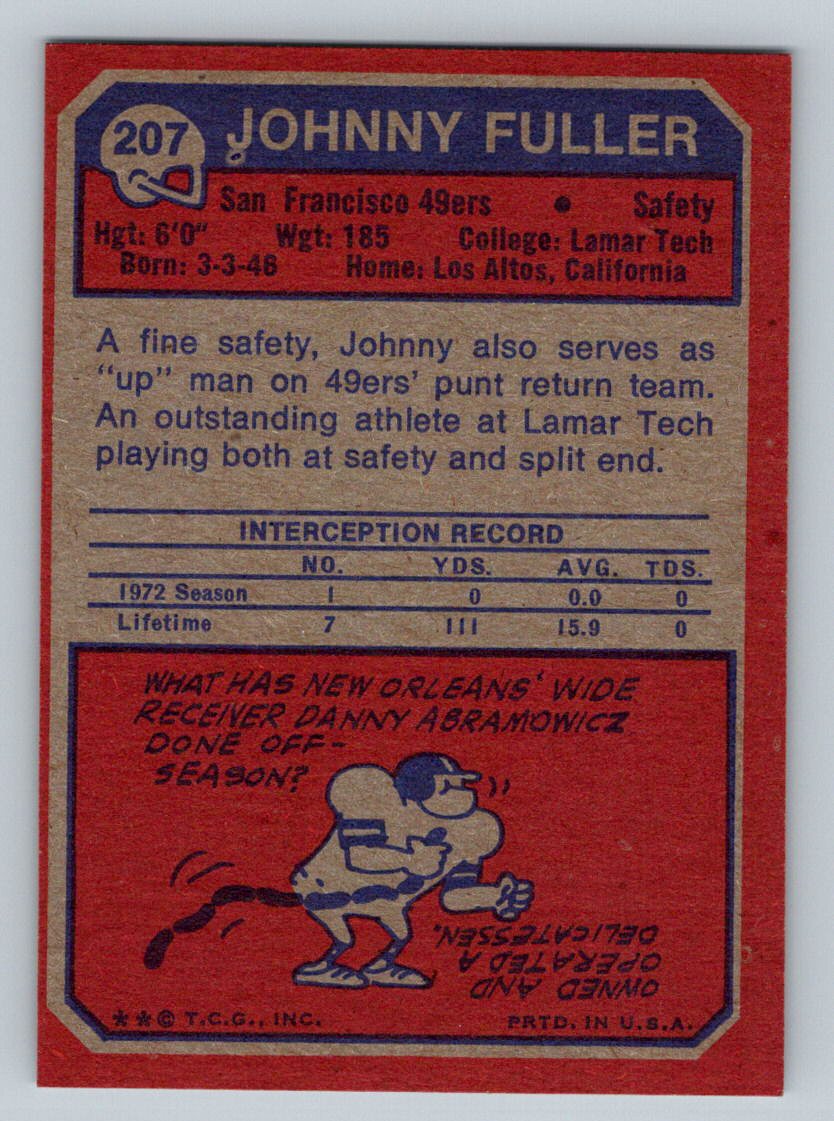 207 JOHNNY FULLER
San Francisco 49ers • Safety
Hgt: 6'0" Wgt: 185 College: Lamar Tech
Born: 3-3-46 Home: Los Altos, California
A fine safety, Johnny also serves as
"up" man on 49ers' punt return team.
An outstanding athlete at Lamar Tech
playing both at safety and split end.
INTERCEPTION RECORD
NO. YDS. AVG. TDS.
1972 Season 1 0 0.0 0
Lifetime 7 111 15.9 0
WHAT HAS NEW ORLEANS' WIDE
RECEIVER DANNY ABRAMOWICZ
DONE OFF-
SEASON?
OWNED AND
OPERATED A
DELICATESSEN.
**© T.C.G., INC. PRTD. IN U.S.A.